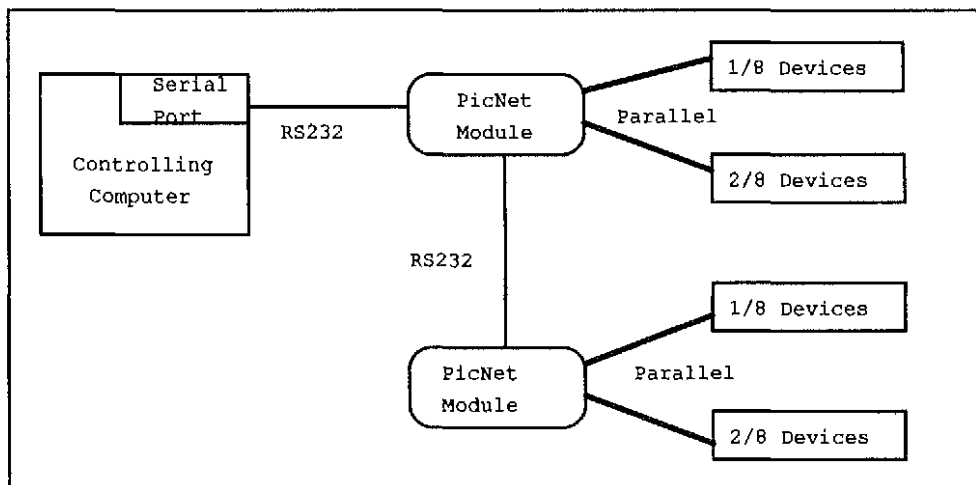 Serial
Port
Controlling
Computer
RS232
PicNet
Module
Parallel
1/8 Devices
2/8 Devices
RS232
PicNet
Module
Parallel
1/8 Devices
2/8 Devices